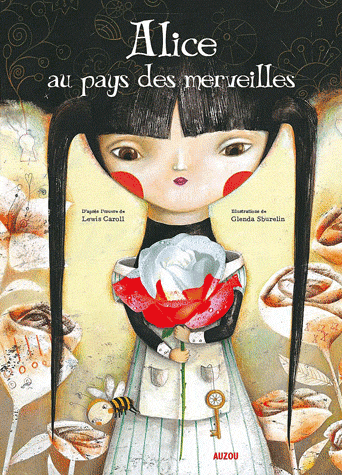 Alice
au pays des merveilles
D'après l'œuvre de
Lewis Caroll
Illustrations de
Glenda Sburelin
AUZOU